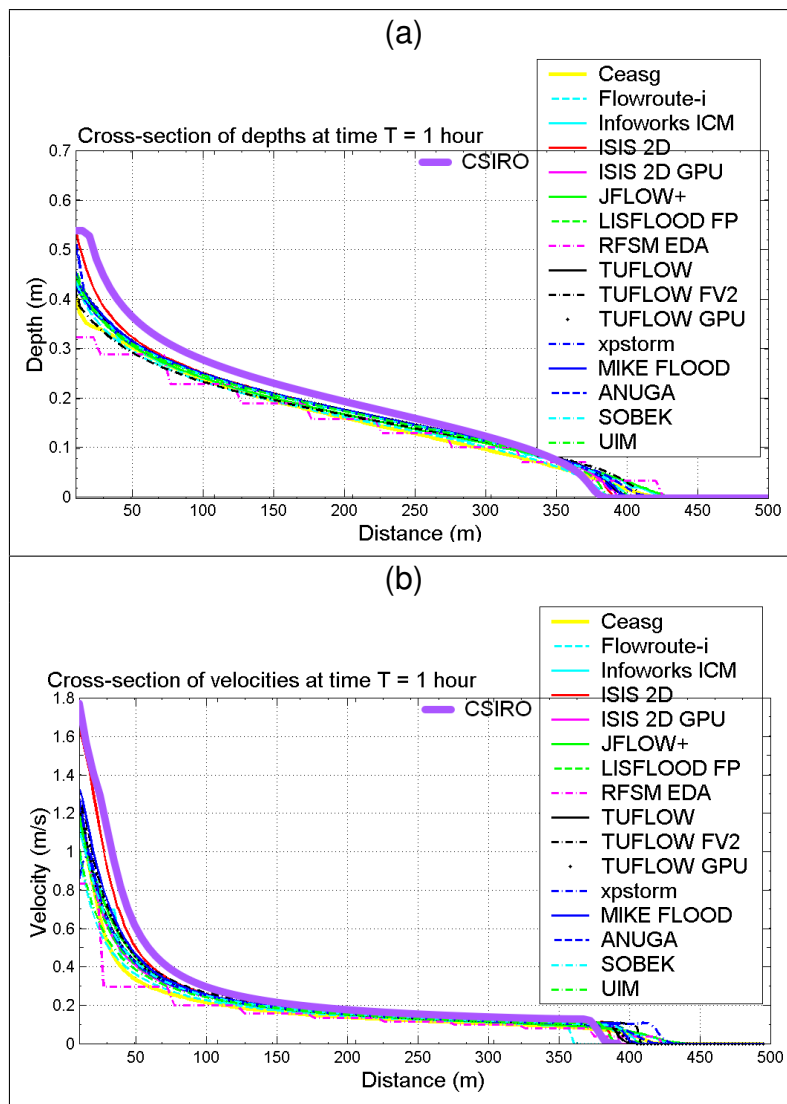 (a)
Cross-section of depths at time T = 1 hour
CSIRO
Ceasg
Flowroute-i
Infoworks ICM
ISIS 2D
ISIS 2D GPU
JFLOW+
LISFLOOD FP
RFSM EDA
TUFLOW
TUFLOW FV2
TUFLOW GPU
xpstorm
MIKE FLOOD
ANUGA
SOBEK
UIM
Depth (m)
0.7
0.6
0.5
0.4
0.3
0.2
0.1
0
50 100 150 200 250 300 350 400 450 500
Distance (m)
(b)
Cross-section of velocities at time T = 1 hour
CSIRO
Ceasg
Flowroute-i
Infoworks ICM
ISIS 2D
ISIS 2D GPU
JFLOW+
LISFLOOD FP
RFSM EDA
TUFLOW
TUFLOW FV2
TUFLOW GPU
xpstorm
MIKE FLOOD
ANUGA
SOBEK
UIM
Velocity (m/s)
1.8
1.6
1.4
1.2
1
0.8
0.6
0.4
0.2
0
50 100 150 200 250 300 350 400 450 500
Distance (m)